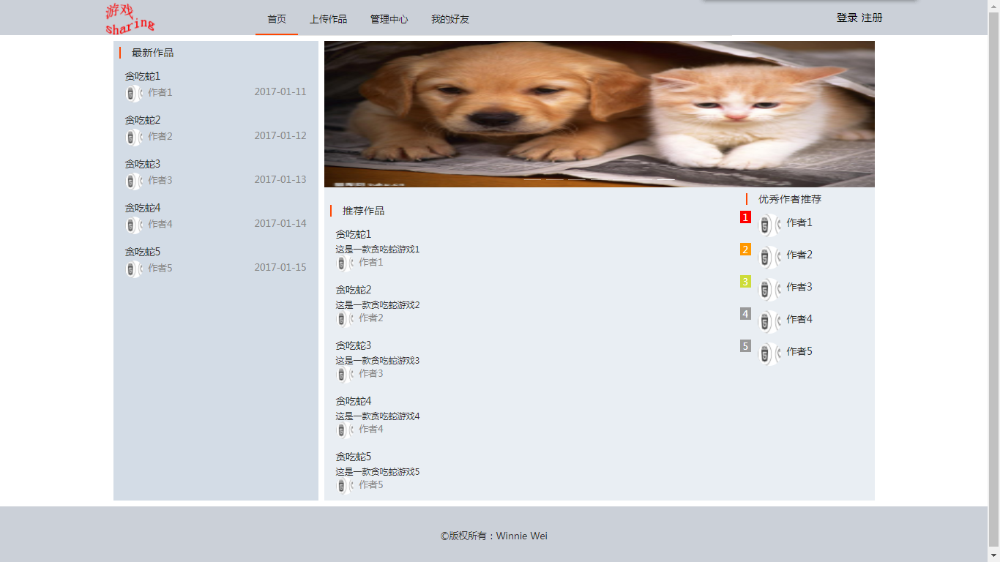 游戏
sharing
首页 上传作品 管理中心 我的好友
登录 注册
最新作品
贪吃蛇1
作者1 2017-01-11
贪吃蛇2
作者2 2017-01-12
贪吃蛇3
作者3 2017-01-13
贪吃蛇4
作者4 2017-01-14
贪吃蛇5
作者5 2017-01-15
推荐作品
贪吃蛇1
这是一款贪吃蛇游戏1
作者1
贪吃蛇2
这是一款贪吃蛇游戏2
作者2
贪吃蛇3
这是一款贪吃蛇游戏3
作者3
贪吃蛇4
这是一款贪吃蛇游戏4
作者4
贪吃蛇5
这是一款贪吃蛇游戏5
作者5
优秀作者推荐
1 作者1
2 作者2
3 作者3
4 作者4
5 作者5
©版权所有：Winnie Wei